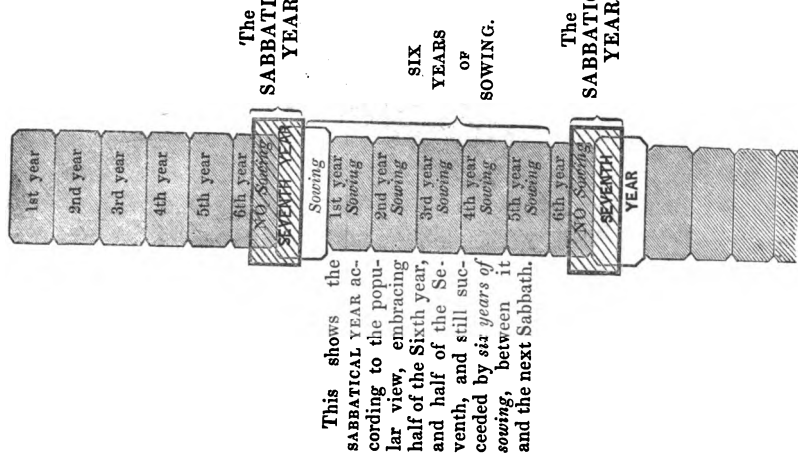 The
SABBATI
YEAR
SIX
YEARS
OF
SOWING.
The
SABBATI
YEAR
1st year
2nd year
3rd year
4th year
5th year
6th year
NO Sowing
SEVENTH YEAR
Sowing
1st year
Sowing
2nd year
Sowing
3rd year
Sowing
4th year
Sowing
5th year
Sowing
6th year
NO Sowing
SEVENTH
YEAR
This shows the
SABBATICAL YEAR ac-
cording to the popu-
lar view, embracing
half of the Sixth year,
and half of the Se-
venth, and still suc-
ceeded by six years of
sowing, between it
and the next Sabbath.